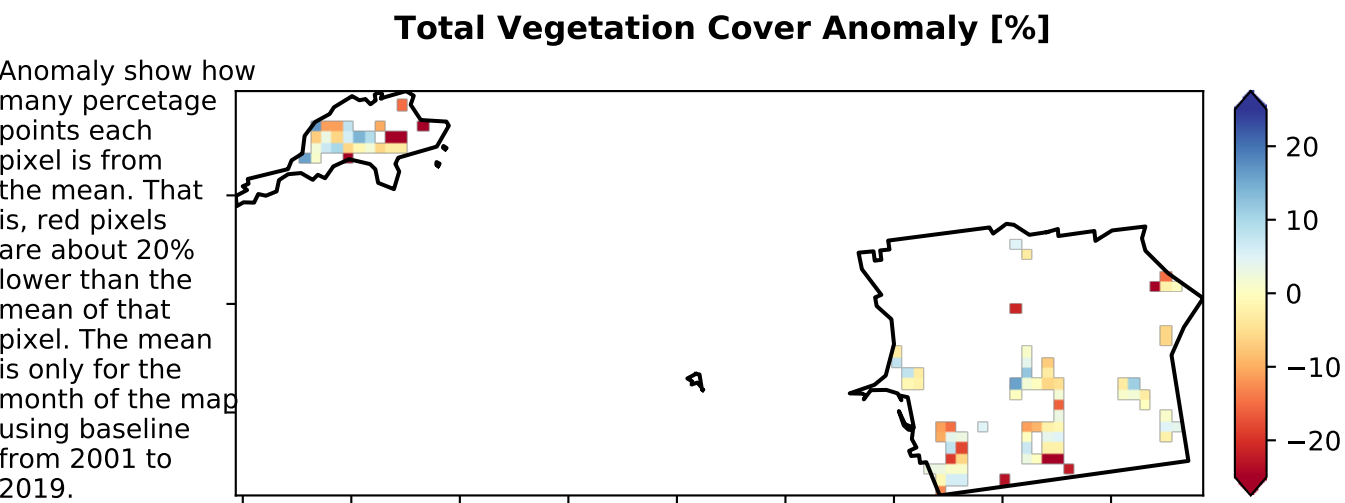 Total Vegetation Cover Anomaly [%]
Anomaly show how
many percetage
points each
pixel is from
the mean. That
is, red pixels
are about 20%
lower than the
mean of that
pixel. The mean
is only for the
month of the map
using baseline
from 2001 to
2019.
20
10
0
−10
−20